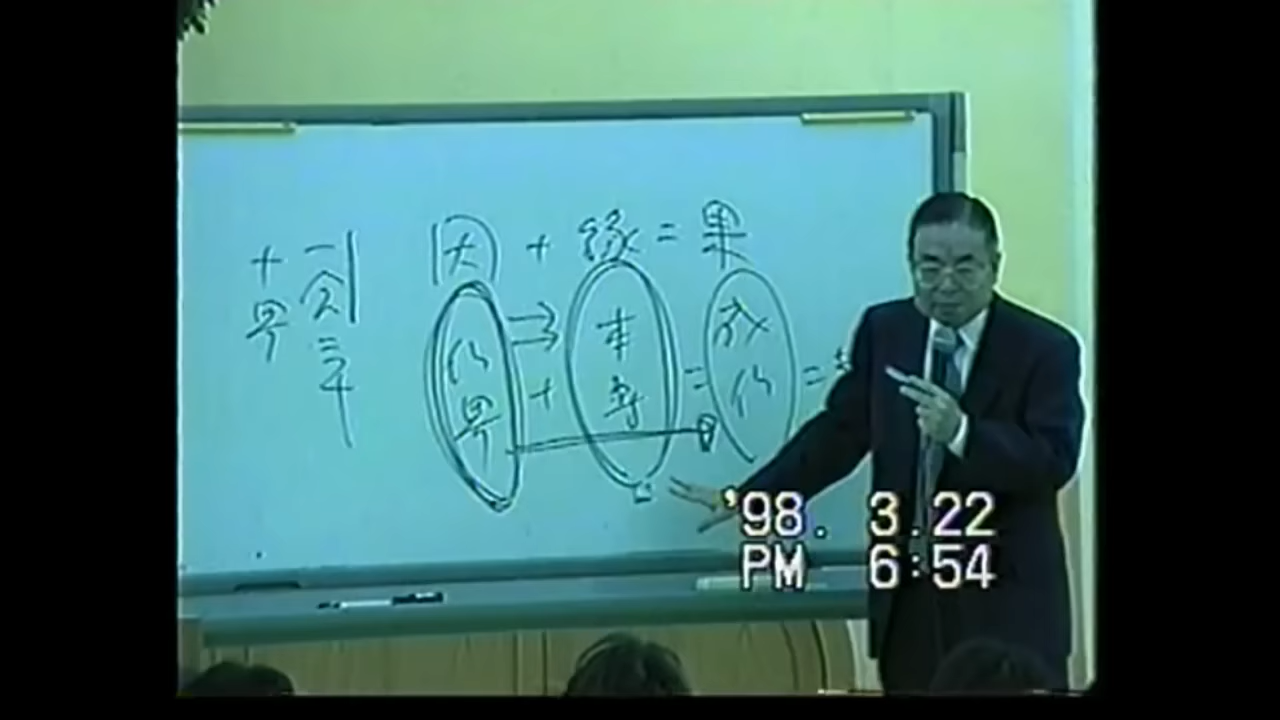 因 + 緣 = 果
仏界 + 本尊 = 成仏 =
十界
一念三千
'98. 3.22
PM 6:54